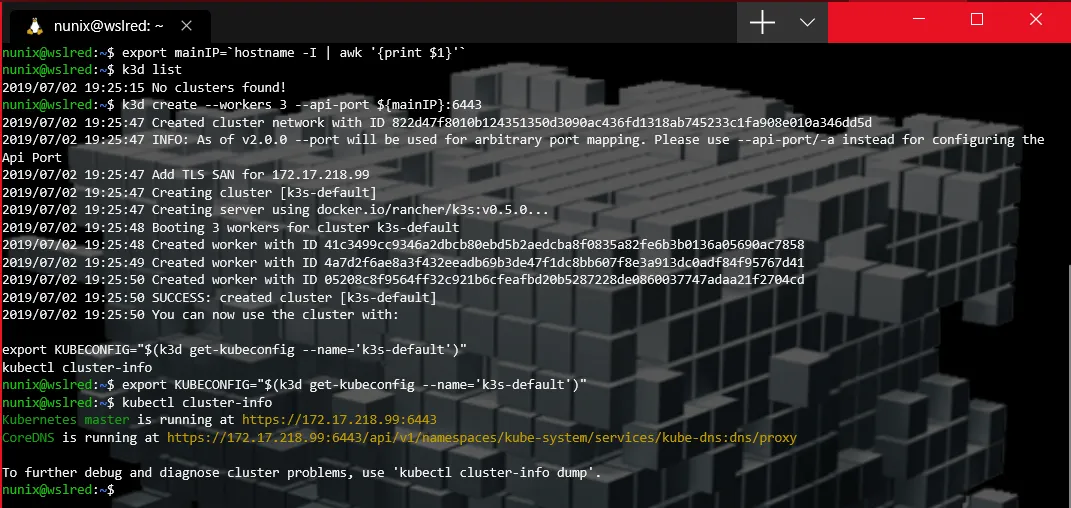 nunix@wslred: ~
nunix@wslred:~$ export mainIP=`hostname -I | awk '{print $1}'`
nunix@wslred:~$ k3d list
2019/07/02 19:25:15 No clusters found!
nunix@wslred:~$ k3d create --workers 3 --api-port ${mainIP}:6443
2019/07/02 19:25:47 Created cluster network with ID 822d47f8010b124351350d3090ac436fd1318ab745233c1fa908e010a346dd5d
2019/07/02 19:25:47 INFO: As of v2.0.0 --port will be used for arbitrary port mapping. Please use --api-port/-a instead for configuring the
Api Port
2019/07/02 19:25:47 Add TLS SAN for 172.17.218.99
2019/07/02 19:25:47 Creating cluster [k3s-default]
2019/07/02 19:25:47 Creating server using docker.io/rancher/k3s:v0.5.0...
2019/07/02 19:25:48 Booting 3 workers for cluster k3s-default
2019/07/02 19:25:48 Created worker with ID 41c3499cc9346a2dbcb80ebd5b2aedcba8f0835a82fe6b3b0136a05690ac7858
2019/07/02 19:25:49 Created worker with ID 4a7d2f6ae8a3f432eeadb69b3de47f1dc8bb607f8e3a913dc0adf84f95767d41
2019/07/02 19:25:50 Created worker with ID 05208c8f9564ff32c921b6cfeafbd20b5287228de0860037747adaa21f2704cd
2019/07/02 19:25:50 SUCCESS: created cluster [k3s-default]
2019/07/02 19:25:50 You can now use the cluster with:
export KUBECONFIG="$(k3d get-kubeconfig --name='k3s-default')"
kubectl cluster-info
nunix@wslred:~$ export KUBECONFIG="$(k3d get-kubeconfig --name='k3s-default')"
nunix@wslred:~$ kubectl cluster-info
Kubernetes master is running at https://172.17.218.99:6443
CoreDNS is running at https://172.17.218.99:6443/api/v1/namespaces/kube-system/services/kube-dns:dns/proxy
To further debug and diagnose cluster problems, use 'kubectl cluster-info dump'.
nunix@wslred:~$